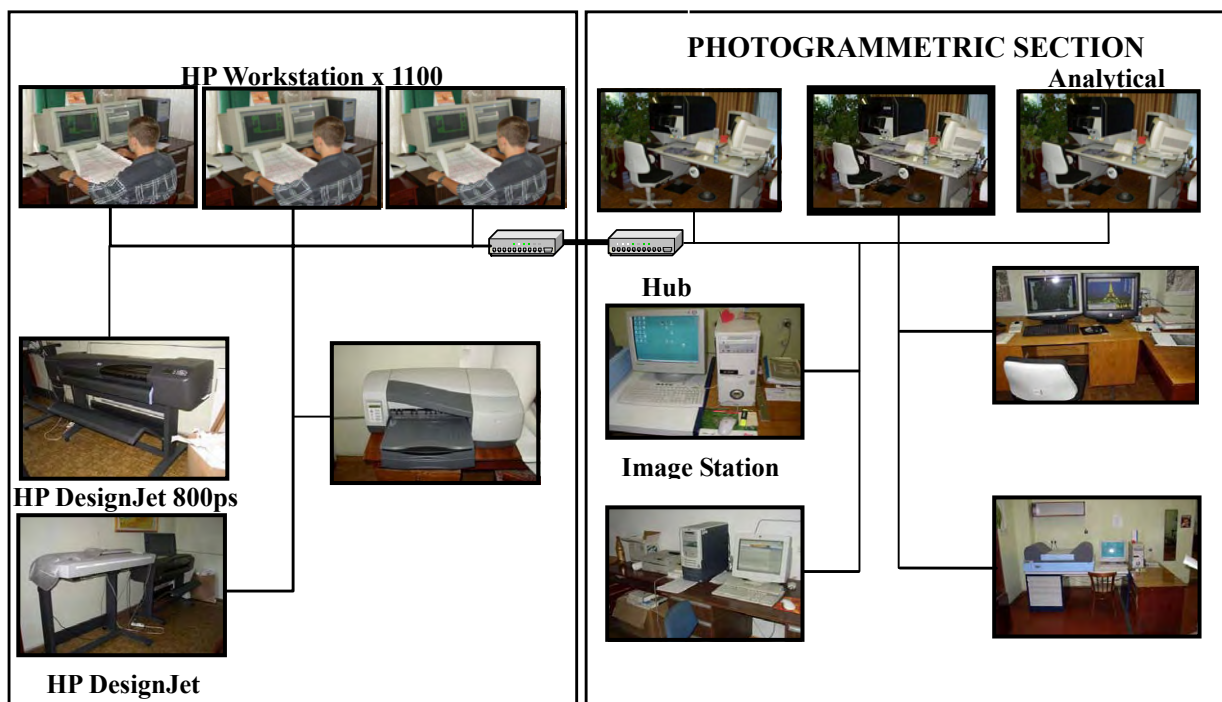 PHOTOGRAMMETRIC SECTION
HP Workstation x 1100
Analytical
Hub
Image Station
HP DesignJet 800ps
HP DesignJet